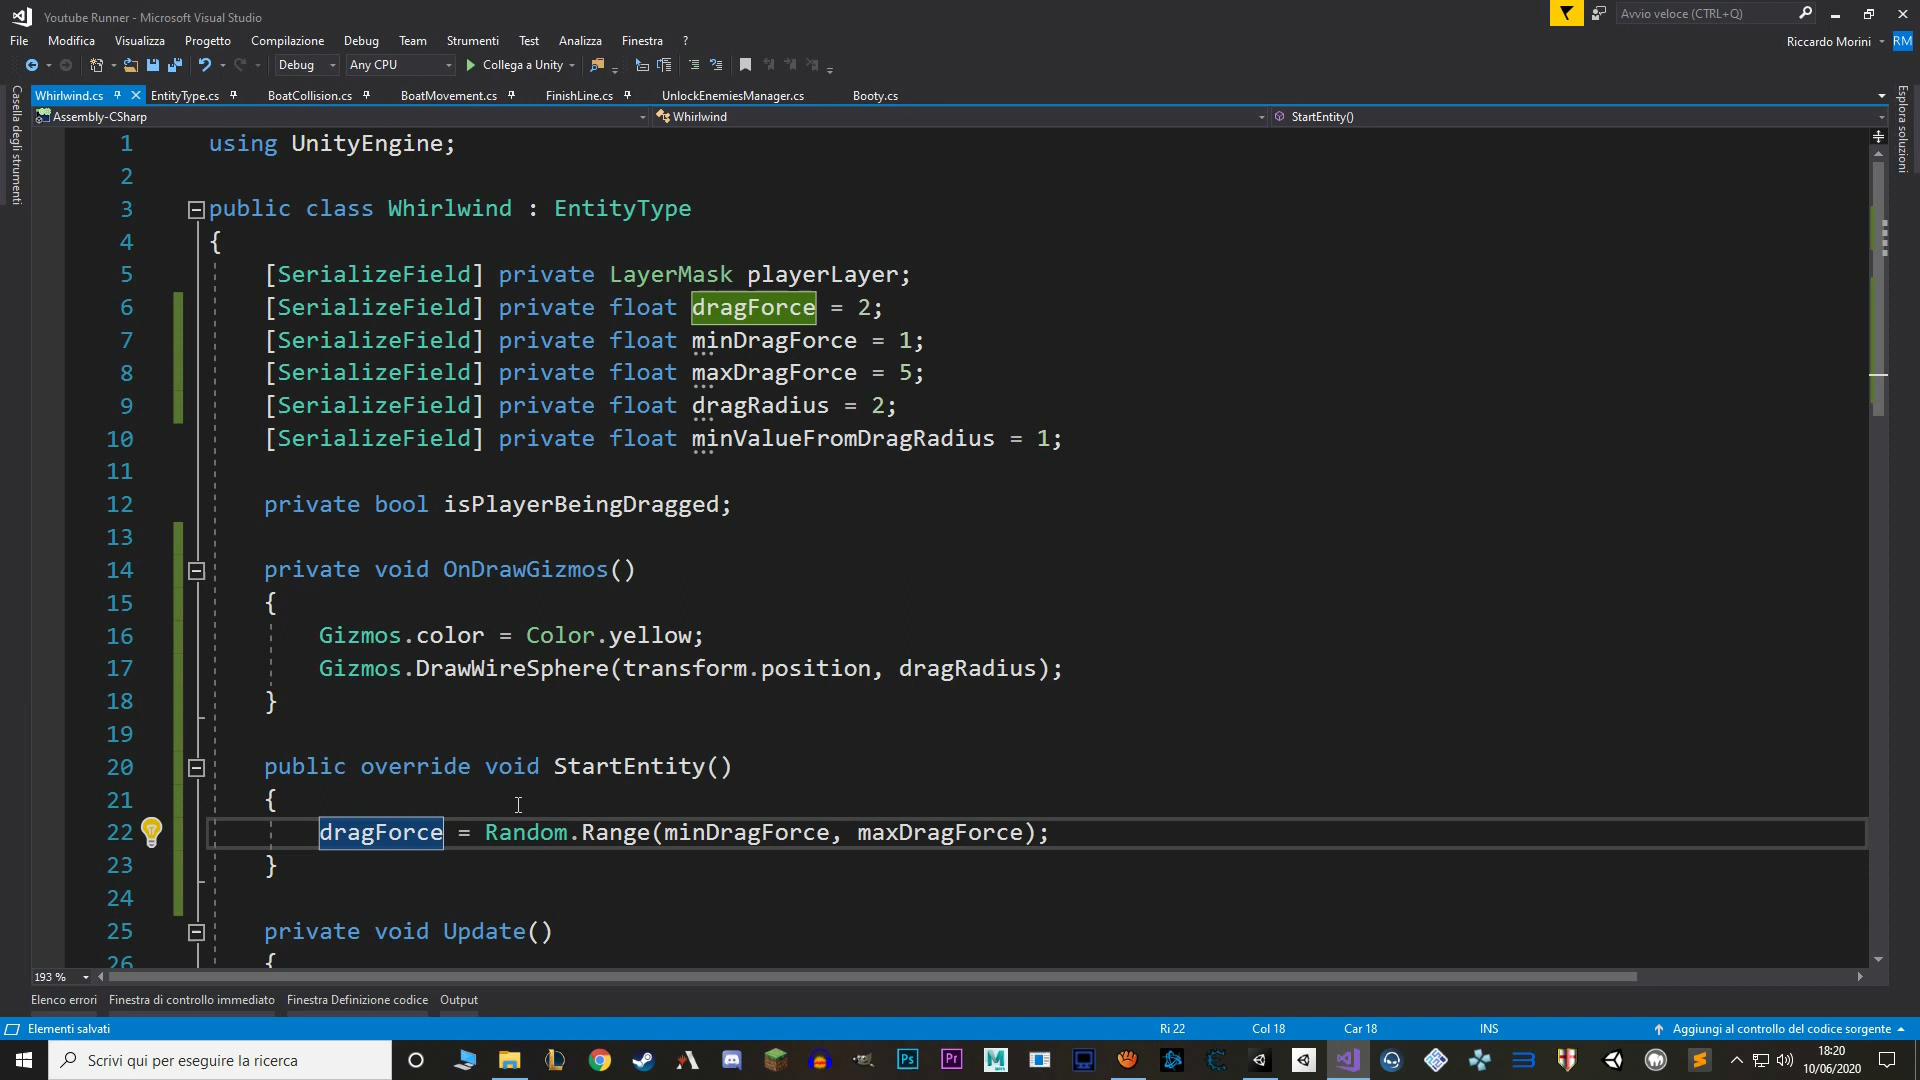 Youtube Runner - Microsoft Visual Studio
Avvio veloce (CTRL+Q)
File Modifica Visualizza Progetto Compilazione Debug Team Strumenti Test Analizza Finestra ?
Riccardo Morini RM
Debug Any CPU Collega a Unity
Whirlwind.cs EntityType.cs BoatCollision.cs BoatMovement.cs FinishLine.cs UnlockEnemiesManager.cs Booty.cs
Assembly-CSharp Whirlwind StartEntity()
Casella degli strumenti
Esplora soluzioni
1 using UnityEngine;
2
3 public class Whirlwind : EntityType
4 {
5 [SerializeField] private LayerMask playerLayer;
6 [SerializeField] private float dragForce = 2;
7 [SerializeField] private float minDragForce = 1;
8 [SerializeField] private float maxDragForce = 5;
9 [SerializeField] private float dragRadius = 2;
10 [SerializeField] private float minValueFromDragRadius = 1;
11
12 private bool isPlayerBeingDragged;
13
14 private void OnDrawGizmos()
15 {
16 Gizmos.color = Color.yellow;
17 Gizmos.DrawWireSphere(transform.position, dragRadius);
18 }
19
20 public override void StartEntity()
21 {
22 dragForce = Random.Range(minDragForce, maxDragForce);
23 }
24
25 private void Update()
26 {
193 %
Elenco errori Finestra di controllo immediato Finestra Definizione codice Output
Elementi salvati Ri 22 Col 18 Car 18 INS Aggiungi al controllo del codice sorgente
Scrivi qui per eseguire la ricerca
Ps Pr M
18:20
10/06/2020